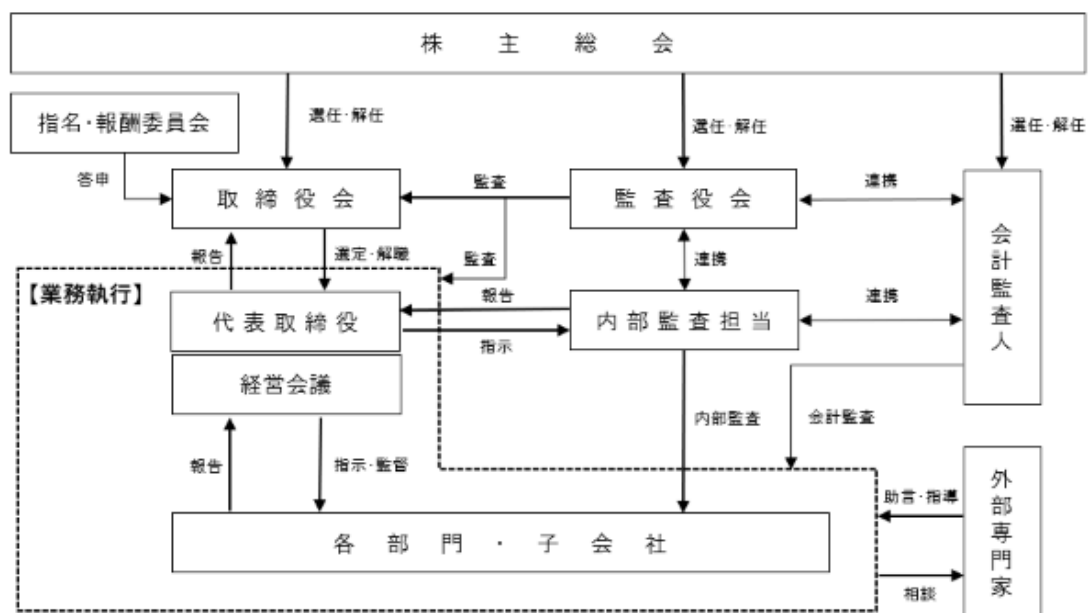 株主総会
選任・解任
選任・解任
選任・解任
指名・報酬委員会
答申
取締役会
監査
監査役会
連携
会計監査人
報告
選定・解職
監査
連携
【業務執行】
代表取締役
報告
指示
内部監査担当
連携
経営会議
報告
指示・監督
内部監査
会計監査
各部門・子会社
助言・指導
相談
外部専門家